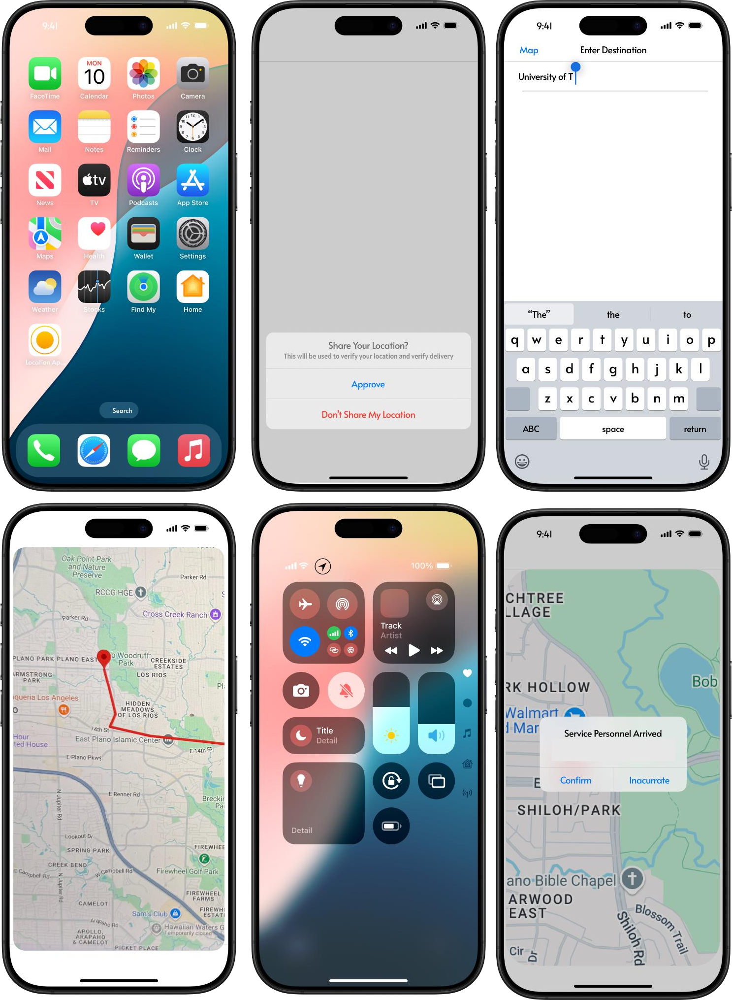 9:41
MON
10
FaceTime
Calendar
Photos
Camera
Mail
Notes
Reminders
Clock
tv
News
TV
Podcasts
App Store
Maps
Health
Wallet
Settings
Weather
Stocks
Find My
Home
Location Ap...
Search
Share Your Location?
This will be used to verify your location and verify delivery
Approve
Don't Share My Location
9:41
Map
Enter Destination
University of T
“The”
the
to
q w e r t y u i o p
a s d f g h j k l
z x c v b n m
ABC
space
return
Oak Point Park
and Nature
Preserve
Parker Rd
RCCG-HGE
Cross Creek Ranch
Parker Rd
PLANO PARK
PLANO EAST
b Woodruff
Park
CREEKSIDE
ESTATES
ARMSTRONG
PARK
LOS RIOS
Pl
queria Los Angeles
HIDDEN
MEADOWS
OF LOS RIOS
14th St
Hour
ted House
East Plano Islamic Center
E 14th St
E Plano Pkwy
N Jupiter Rd
E Renner Rd
Breckin
Pa
Lookout Dr
SPRING PARK
FIREWHEE
CREEK BEND
E Campbell Rd
W Campbell Rd
Firewheel Golf Park
N Jupiter Rd
FIREWHEEL
FARMS
CAMELOT
Sam's Club
FIREWH
ESTAT
Arapaho Rd
Hawaiian Waters G
Temporarily closed
APOLLO,
ARAPAHO
& CAMELOT
PICKET PLACE
100%
Track
Artist
Title
Detail
Detail
9:41
CHTREE
LLAGE
RK HOLLOW
Bob
Walmart
d Mar
Service Personnel Arrived
Confirm
Inacurrate
E
SHILOH/PARK
ano Bible Chapel
ARWOOD
EAST
Shiloh Rd
Blossom Trail
Cir
Dr